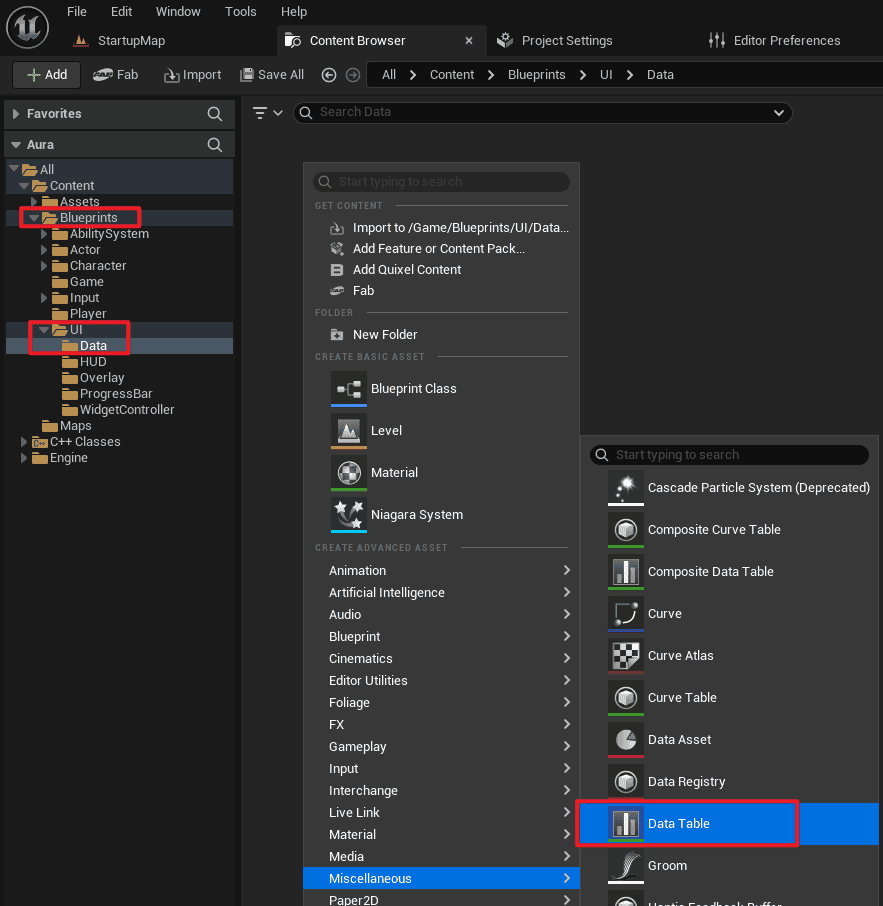 File Edit Window Tools Help
StartupMap Content Browser × Project Settings Editor Preferences
+ Add Fab Import Save All All > Content > Blueprints > UI > Data
Favorites
Search Data
Aura
All
Content
Assets
Blueprints
AbilitySystem
Actor
Character
Game
Input
Player
UI
Data
HUD
Overlay
ProgressBar
WidgetController
Maps
C++ Classes
Engine
Start typing to search
GET CONTENT
Import to /Game/Blueprints/UI/Data...
Add Feature or Content Pack...
Add Quixel Content
Fab
FOLDER
New Folder
CREATE BASIC ASSET
Blueprint Class
Level
Material
Niagara System
CREATE ADVANCED ASSET
Animation
Artificial Intelligence
Audio
Blueprint
Cinematics
Editor Utilities
Foliage
FX
Gameplay
Input
Interchange
Live Link
Material
Media
Miscellaneous
Paper2D
Start typing to search
Cascade Particle System (Deprecated)
Composite Curve Table
Composite Data Table
Curve
Curve Atlas
Curve Table
Data Asset
Data Registry
Data Table
Groom
Haptic Feedback Buffer